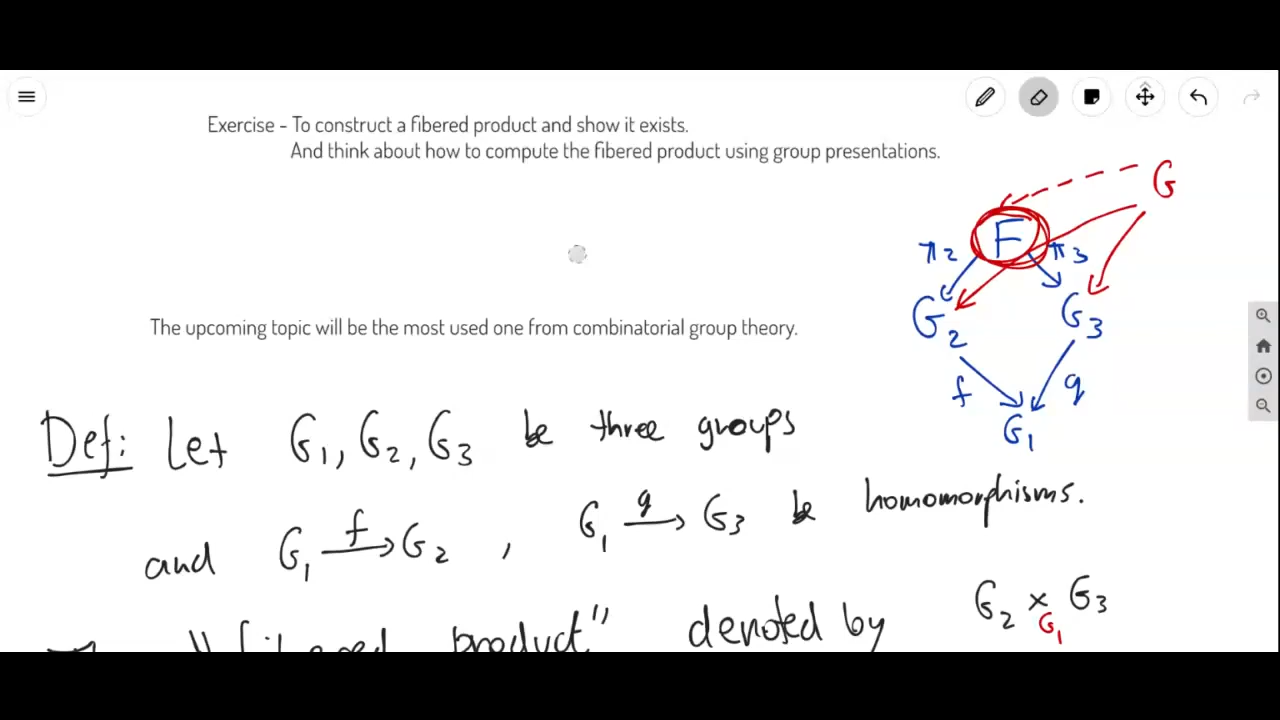 Exercise - To construct a fibered product and show it exists.
And think about how to compute the fibered product using group presentations.
G
F
π2 π3
G2 G3
f g
G1
The upcoming topic will be the most used one from combinatorial group theory.
Def: Let G1, G2, G3 be three groups
and G1 →f G2 , G1 →g G3 be homomorphisms.
product" denoted by G2 ×G1 G3